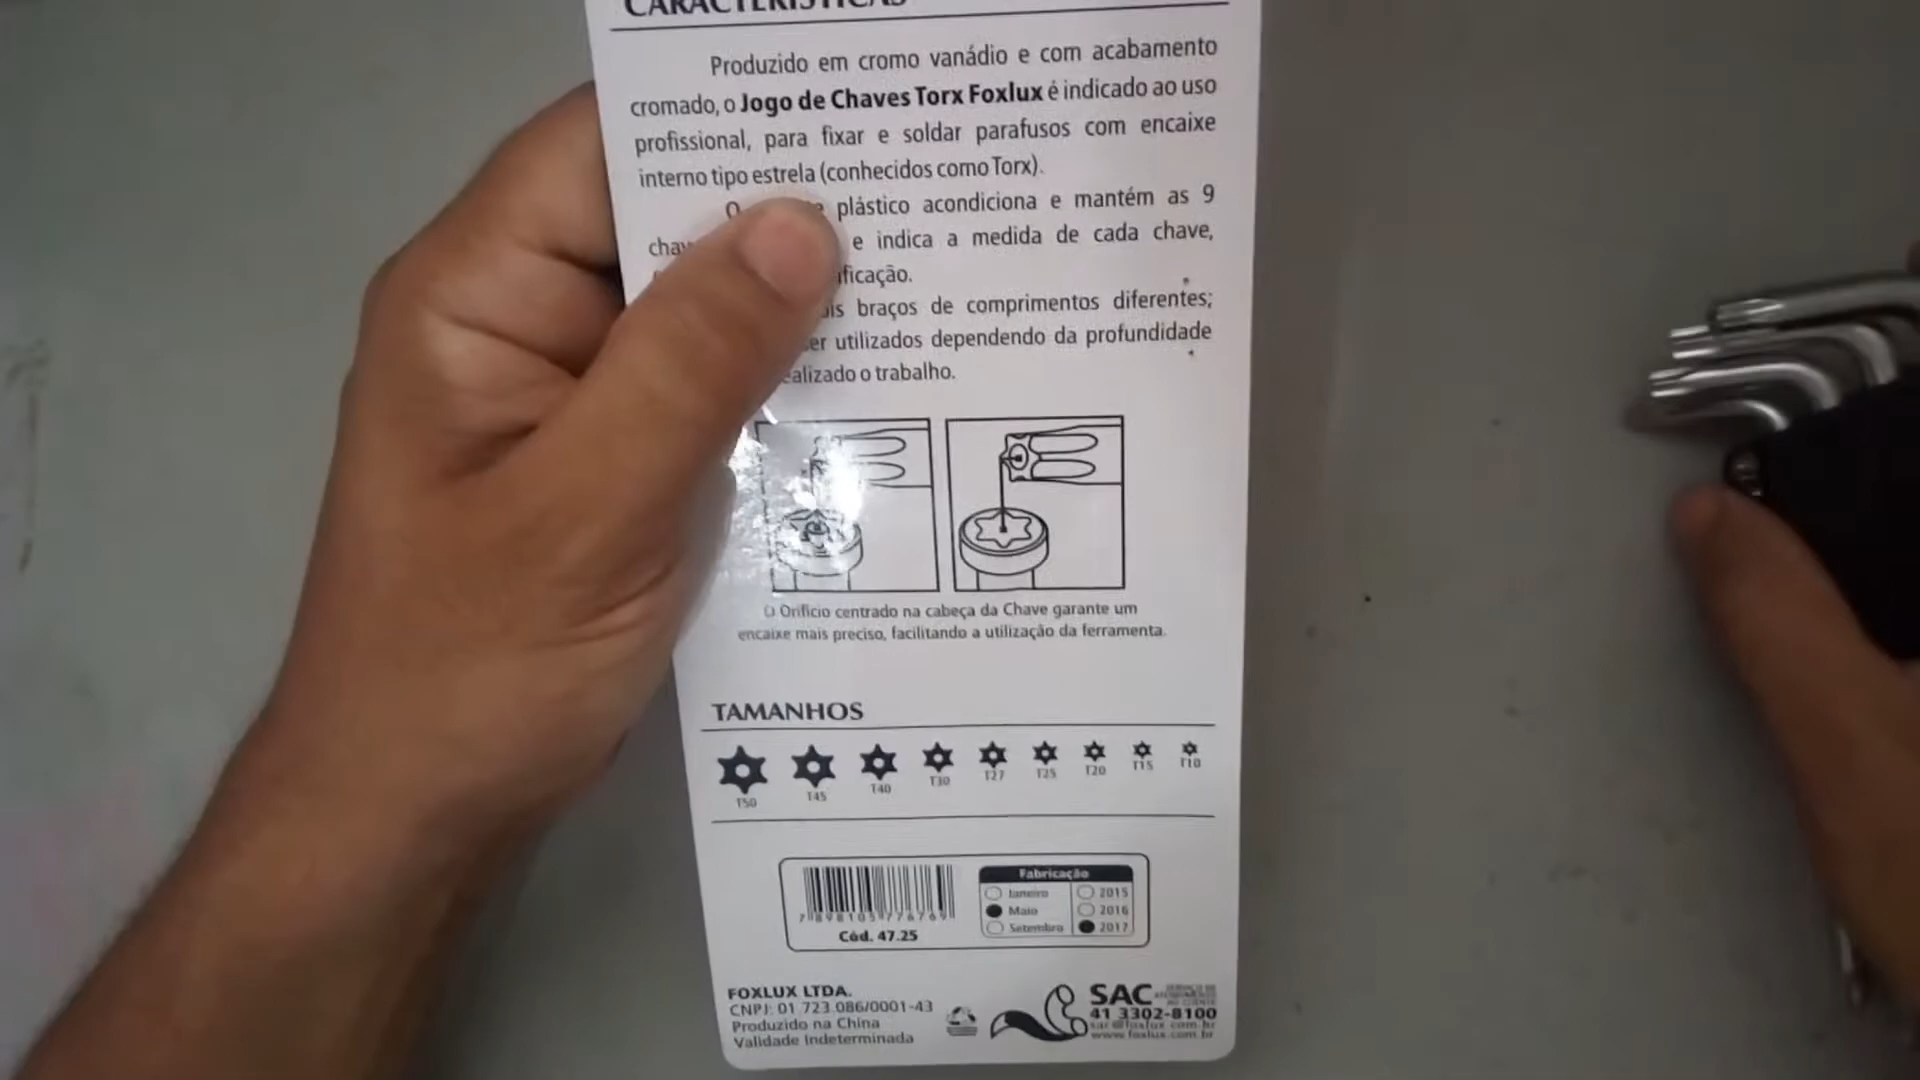 CARACTERÍSTICAS
Produzido em cromo vanádio e com acabamento
cromado, o Jogo de Chaves Torx Foxlux é indicado ao uso
profissional, para fixar e soldar parafusos com encaixe
interno tipo estrela (conhecidos como Torx).
O plástico acondiciona e mantém as 9
e indica a medida de cada chave,
braços de comprimentos diferentes;
utilizados dependendo da profundidade
o trabalho.
O Orifício centrado na cabeça da Chave garante um
encaixe mais preciso, facilitando a utilização da ferramenta.
TAMANHOS
T50 T45 T40 T30 T27 T25 T20 T15 T10
Fabricação
Janeiro 2015
Maio 2016
Setembro 2017
7898105776769
Cód. 47.25
FOXLUX LTDA.
CNPJ: 01 723 086/0001-43
Produzido na China
Validade Indeterminada
SAC
41 3302-8100
sac@foxlux.com.br
www.foxlux.com.br